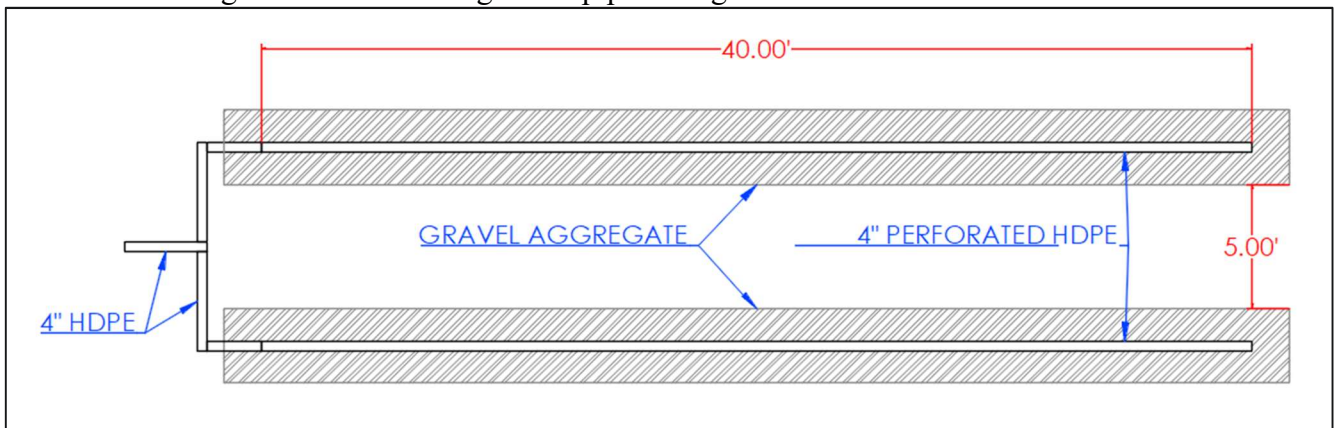 40.00'
GRAVEL AGGREGATE
4" PERFORATED HDPE
5.00'
4" HDPE